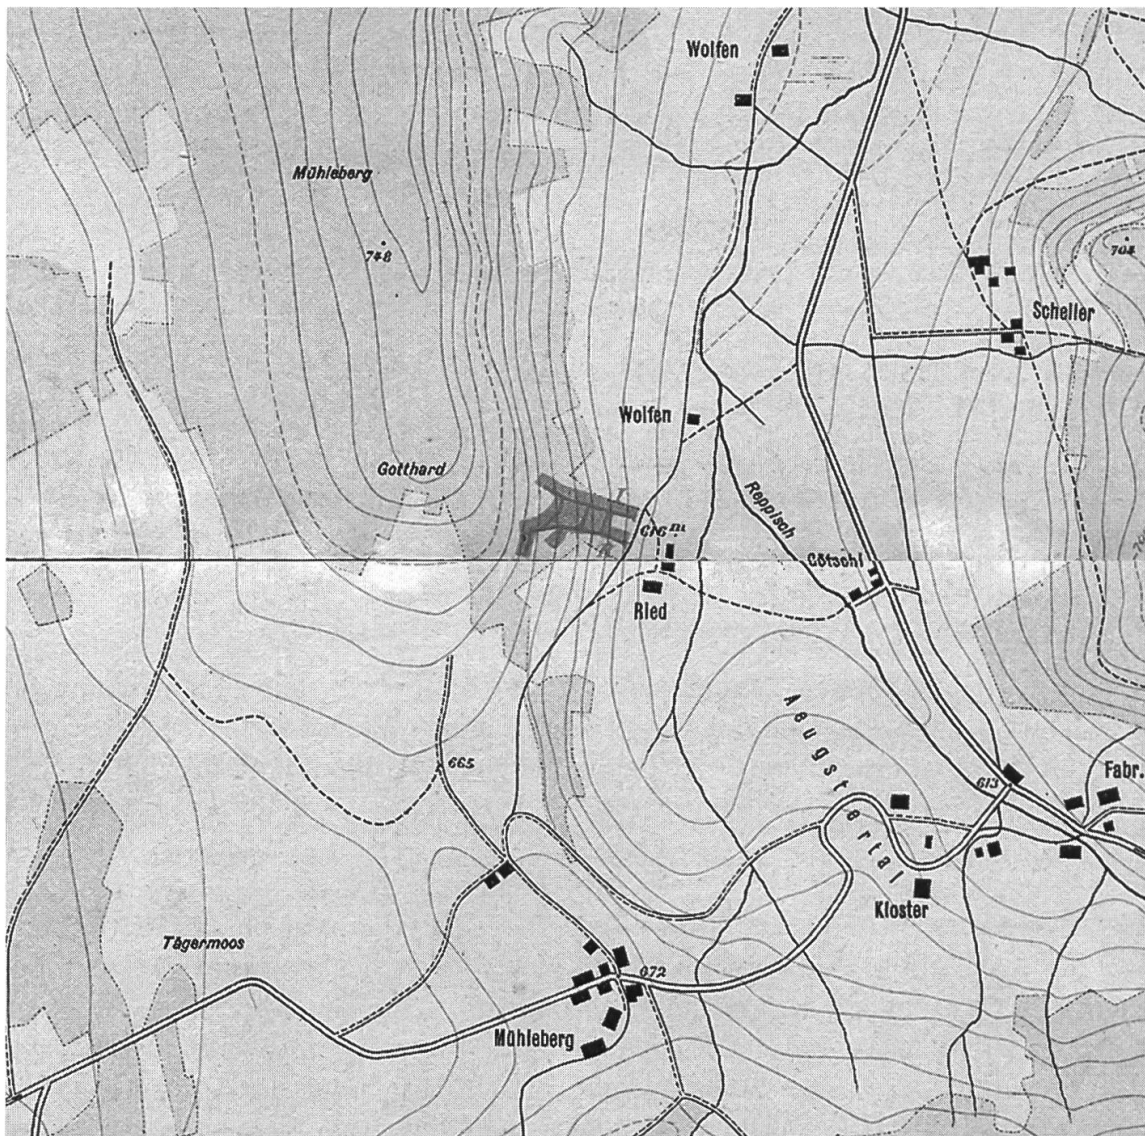 Wolfen
Mühleberg
748
704
Scheller
Wolfen
Gotthard
Reppisch
616 m
Götschi
Ried
Aeugstertal
665
613
Fabr.
Kloster
Tägermoos
672
Mühleberg